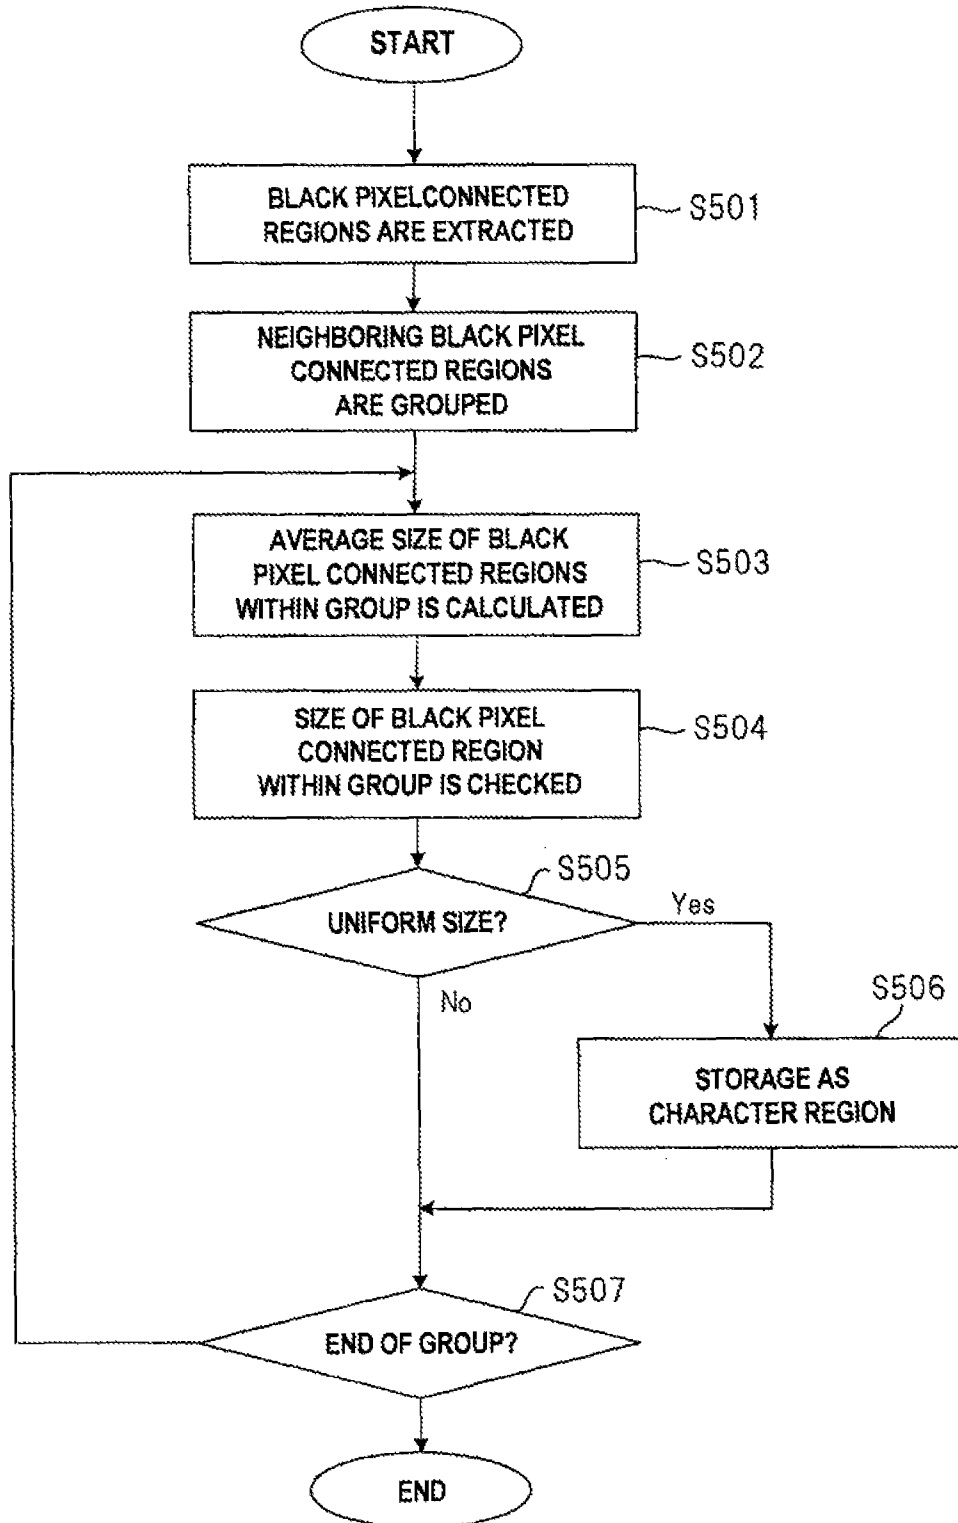 START
BLACK PIXELCONNECTED
REGIONS ARE EXTRACTED
S501
NEIGHBORING BLACK PIXEL
CONNECTED REGIONS
ARE GROUPED
S502
AVERAGE SIZE OF BLACK
PIXEL CONNECTED REGIONS
WITHIN GROUP IS CALCULATED
S503
SIZE OF BLACK PIXEL
CONNECTED REGION
WITHIN GROUP IS CHECKED
S504
S505
UNIFORM SIZE?
Yes
No
S506
STORAGE AS
CHARACTER REGION
S507
END OF GROUP?
END